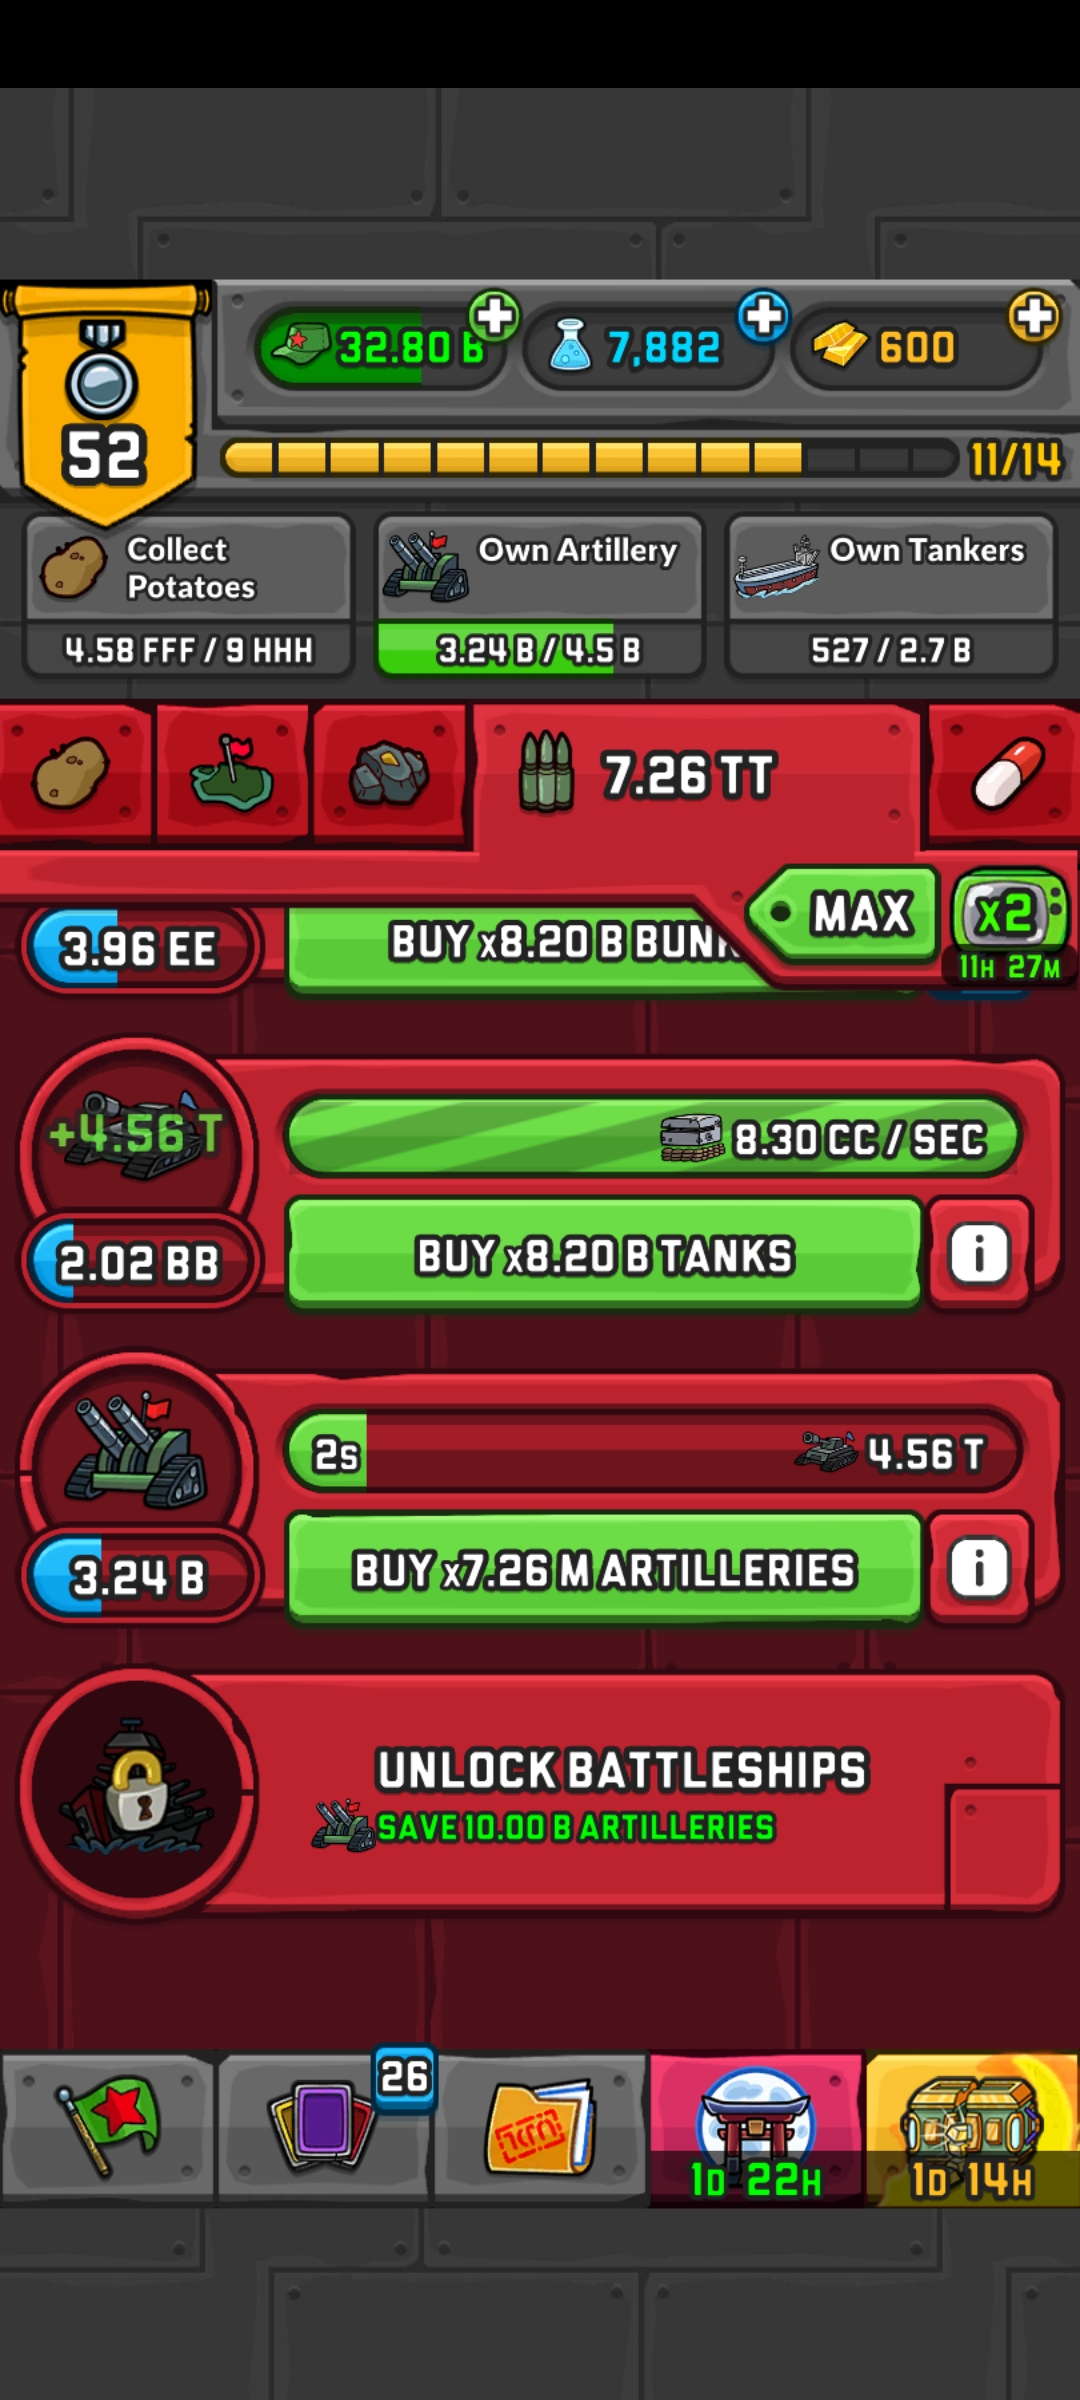 32.80 B
7,882
600
52
11/14
Collect
Potatoes
4.58 FFF / 9 HHH
Own Artillery
3.24 B / 4.5 B
Own Tankers
527 / 2.7 B
7.26 TT
MAX
x2
11H 27M
3.96 EE
BUY x8.20 B
+4.56 T
8.30 CC / SEC
2.02 BB
BUY x8.20 B TANKS
i
2s
4.56 T
3.24 B
BUY x7.26 M ARTILLERIES
i
UNLOCK BATTLESHIPS
SAVE 10.00 B ARTILLERIES
26
1D 22H
1D 14H